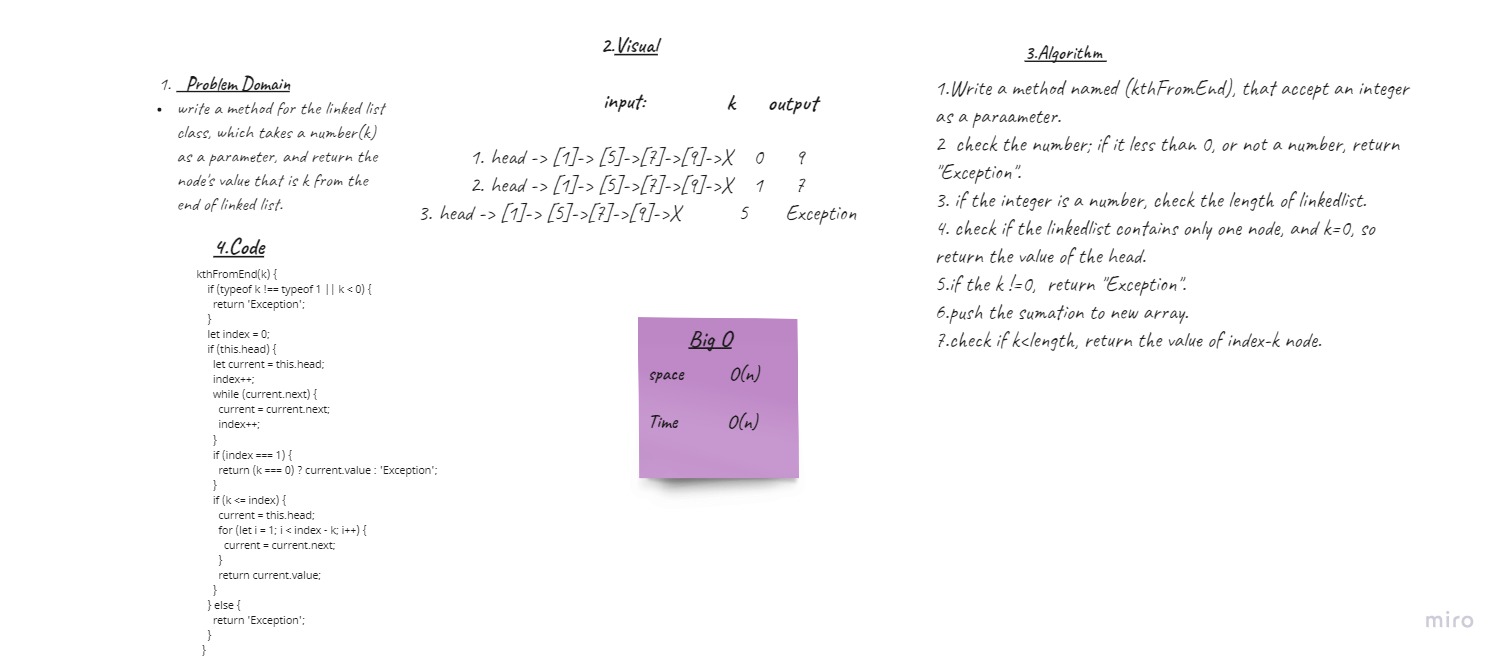 1. Problem Domain
• write a method for the linked list
class, which takes a number(k)
as a parameter, and return the
node's value that is k from the
end of linked list.
2.Visual
input: k output
1. head -> [1]-> [5]->[7]->[9]->X 0 9
2. head -> [1]-> [5]->[7]->[9]->X 1 7
3. head -> [1]-> [5]->[7]->[9]->X 5 Exception
3.Algorithm
1.Write a method named (kthFromEnd), that accept an integer
as a paraameter.
2 check the number; if it less than 0, or not a number, return
"Exception".
3. if the integer is a number, check the length of linkedlist.
4. check if the linkedlist contains only one node, and k=0, so
return the value of the head.
5.if the k !=0, return "Exception".
6.push the sumation to new array.
7.check if k<length, return the value of index-k node.
4.Code
kthFromEnd(k) {
if (typeof k !== typeof 1 || k < 0) {
return 'Exception';
}
let index = 0;
if (this.head) {
let current = this.head;
index++;
while (current.next) {
current = current.next;
index++;
}
if (index === 1) {
return (k === 0) ? current.value : 'Exception';
}
if (k <= index) {
current = this.head;
for (let i = 1; i < index - k; i++) {
current = current.next;
}
return current.value;
}
} else {
return 'Exception';
}
}
Big O
space O(n)
Time O(n)
miro